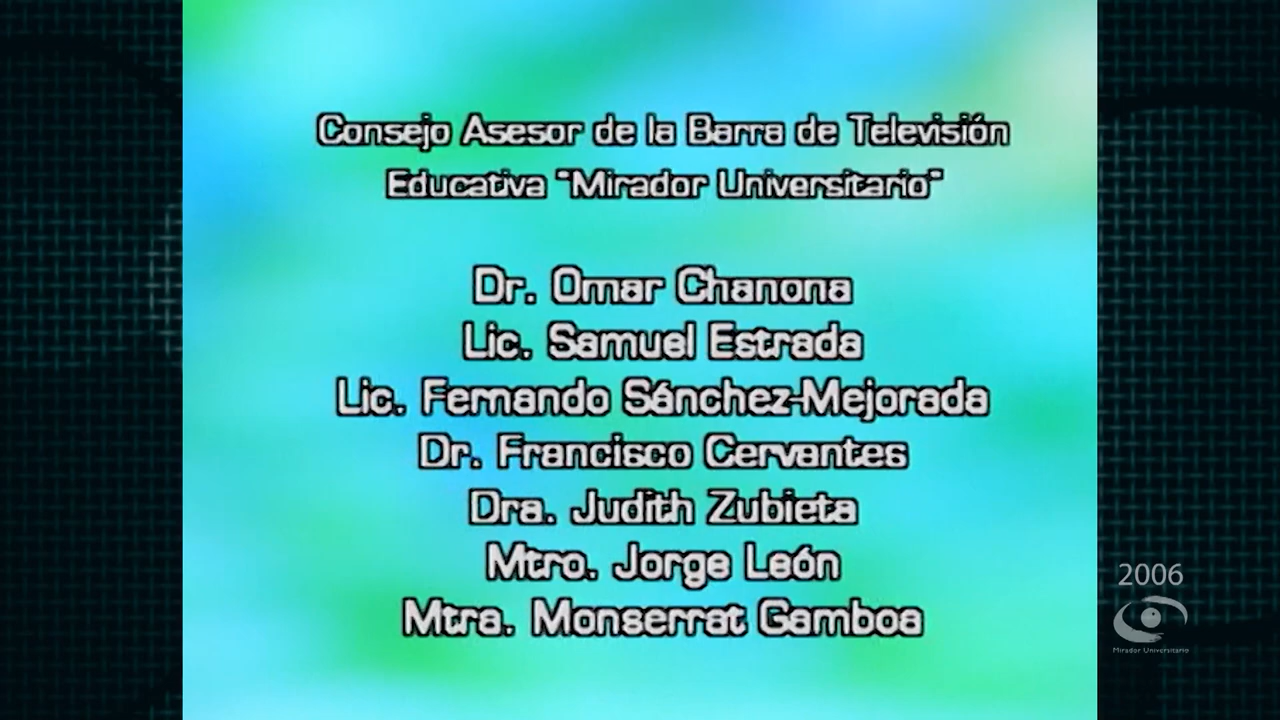 Consejo Asesor de la Barra de Televisión
Educativa "Mirador Universitario"
Dr. Omar Chanona
Lic. Samuel Estrada
Lic. Fernando Sánchez-Mejorada
Dr. Francisco Cervantes
Dra. Judith Zubieta
Mtro. Jorge León
Mtra. Monserrat Gamboa
2006
Mirador Universitario